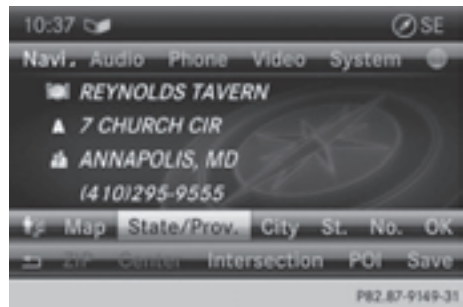 10:37 SE
Navi. Audio Phone Video System
REYNOLDS TAVERN
7 CHURCH CIR
ANNAPOLIS, MD
(410)295-9555
Map State/Prov. City St. No. OK
ZIP Center Intersection POI Save
P82.87-9149-31